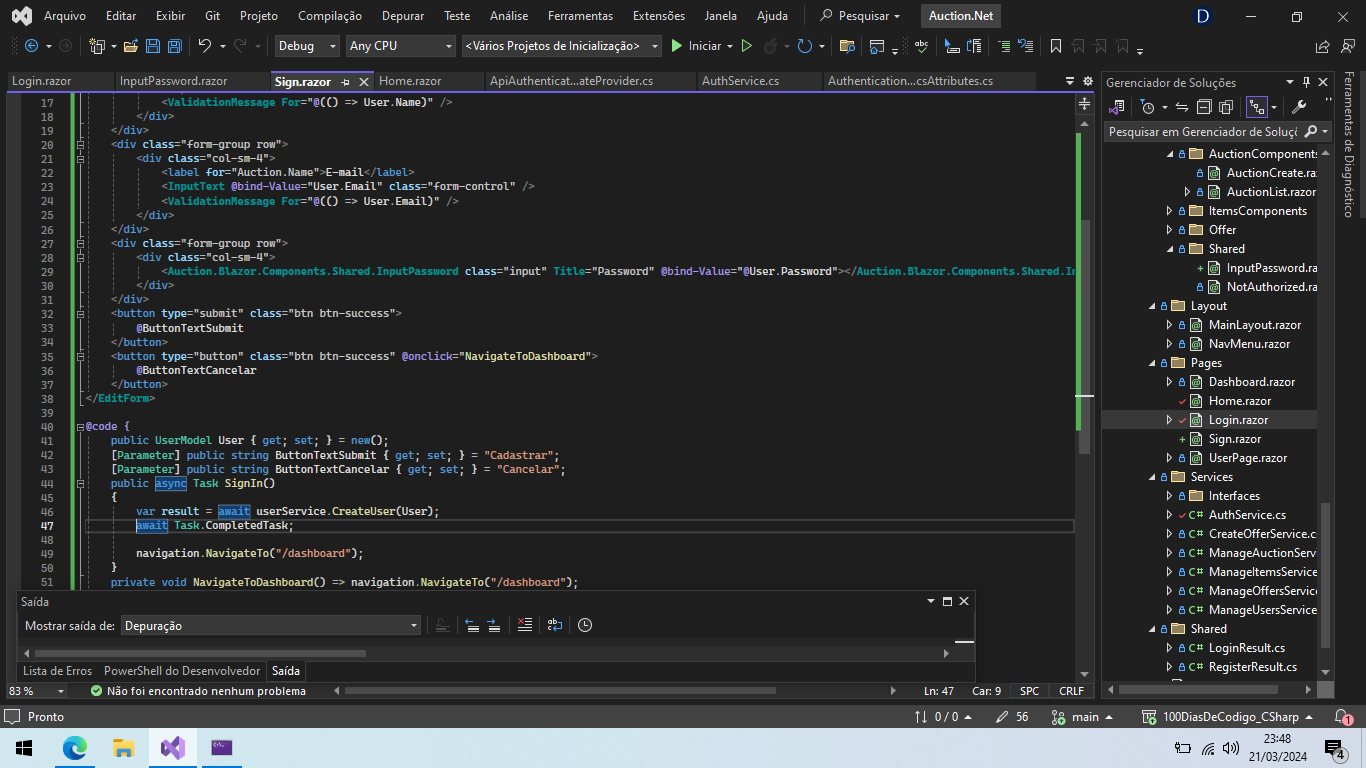 Arquivo Editar Exibir Git Projeto Compilação Depurar Teste Análise Ferramentas Extensões Janela Ajuda Pesquisar Auction.Net D
Debug Any CPU <Vários Projetos de Inicialização> Iniciar
Login.razor InputPassword.razor Sign.razor Home.razor ApiAuthenticat...ateProvider.cs AuthService.cs Authentication...csAttributes.cs
17 <ValidationMessage For="@(() => User.Name)" />
18 </div>
19 </div>
20 <div class="form-group row">
21 <div class="col-sm-4">
22 <label for="Auction.Name">E-mail</label>
23 <InputText @bind-Value="User.Email" class="form-control" />
24 <ValidationMessage For="@(() => User.Email)" />
25 </div>
26 </div>
27 <div class="form-group row">
28 <div class="col-sm-4">
29 <Auction.Blazor.Components.Shared.InputPassword class="input" Title="Password" @bind-Value="@User.Password"></Auction.Blazor.Components.Shared.In
30 </div>
31 </div>
32 <button type="submit" class="btn btn-success">
33 @ButtonTextSubmit
34 </button>
35 <button type="button" class="btn btn-success" @onclick="NavigateToDashboard">
36 @ButtonTextCancelar
37 </button>
38 </EditForm>
39
40 @code {
41 public UserModel User { get; set; } = new();
42 [Parameter] public string ButtonTextSubmit { get; set; } = "Cadastrar";
43 [Parameter] public string ButtonTextCancelar { get; set; } = "Cancelar";
44 public async Task SignIn()
45 {
46 var result = await userService.CreateUser(User);
47 await Task.CompletedTask;
48
49 navigation.NavigateTo("/dashboard");
50 }
51 private void NavigateToDashboard() => navigation.NavigateTo("/dashboard");
Saída
Mostrar saída de: Depuração
Lista de Erros PowerShell do Desenvolvedor Saída
83 % Não foi encontrado nenhum problema Ln: 47 Car: 9 SPC CRLF
Gerenciador de Soluções
Pesquisar em Gerenciador de Soluçõ
AuctionComponents
AuctionCreate.ra
AuctionList.razor
ItemsComponents
Offer
Shared
InputPassword.ra
NotAuthorized.ra
Layout
MainLayout.razor
NavMenu.razor
Pages
Dashboard.razor
Home.razor
Login.razor
Sign.razor
UserPage.razor
Services
Interfaces
C# AuthService.cs
C# CreateOfferService.c
C# ManageAuctionServ
C# ManageItemsService
C# ManageOffersServic
C# ManageUsersService
Shared
C# LoginResult.cs
C# RegisterResult.cs
Ferramentas de Diagnóstico
Pronto 0 / 0 56 main 100DiasDeCodigo_CSharp 1
23:48
21/03/2024
4